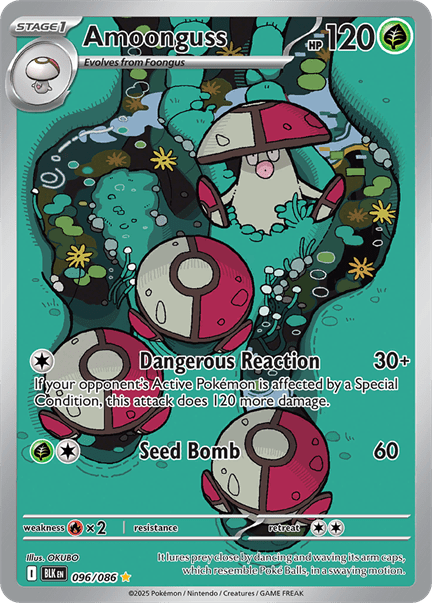 STAGE1 Amoonguss HP 120
Evolves from Foongus
Dangerous Reaction 30+
If your opponent's Active Pokémon is affected by a Special
Condition, this attack does 120 more damage.
Seed Bomb 60
weakness ×2 resistance retreat
Illus. OKUBO
It lures prey close by dancing and waving its arm caps,
which resemble Poké Balls, in a swaying motion.
I BLK EN 096/086
©2025 Pokémon / Nintendo / Creatures / GAME FREAK